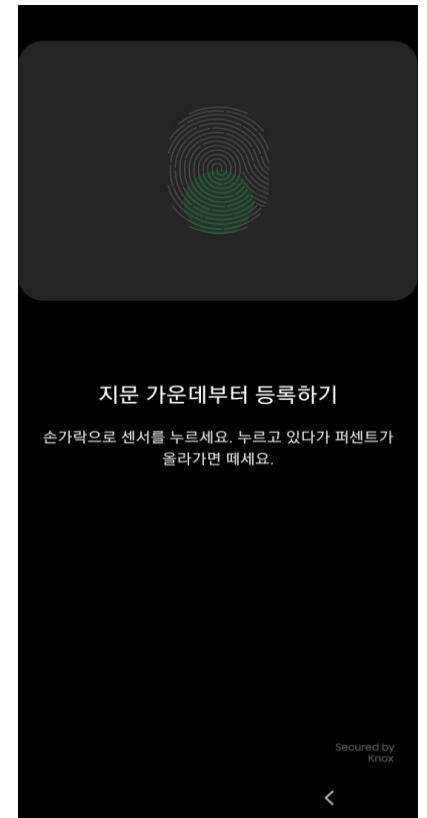 지문 가운데부터 등록하기
손가락으로 센서를 누르세요. 누르고 있다가 퍼센트가
올라가면 떼세요.
Secured by
Knox